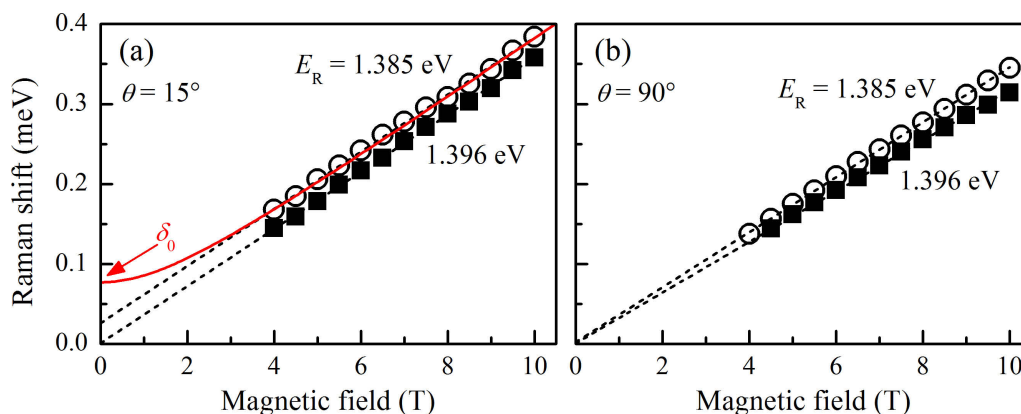 (a)
E_R = 1.385 eV
θ = 15°
1.396 eV
δ_0
Raman shift (meV)
0.4
0.3
0.2
0.1
0.0
0 2 4 6 8 10
Magnetic field (T)
(b)
θ = 90°
E_R = 1.385 eV
1.396 eV
0 2 4 6 8 10
Magnetic field (T)